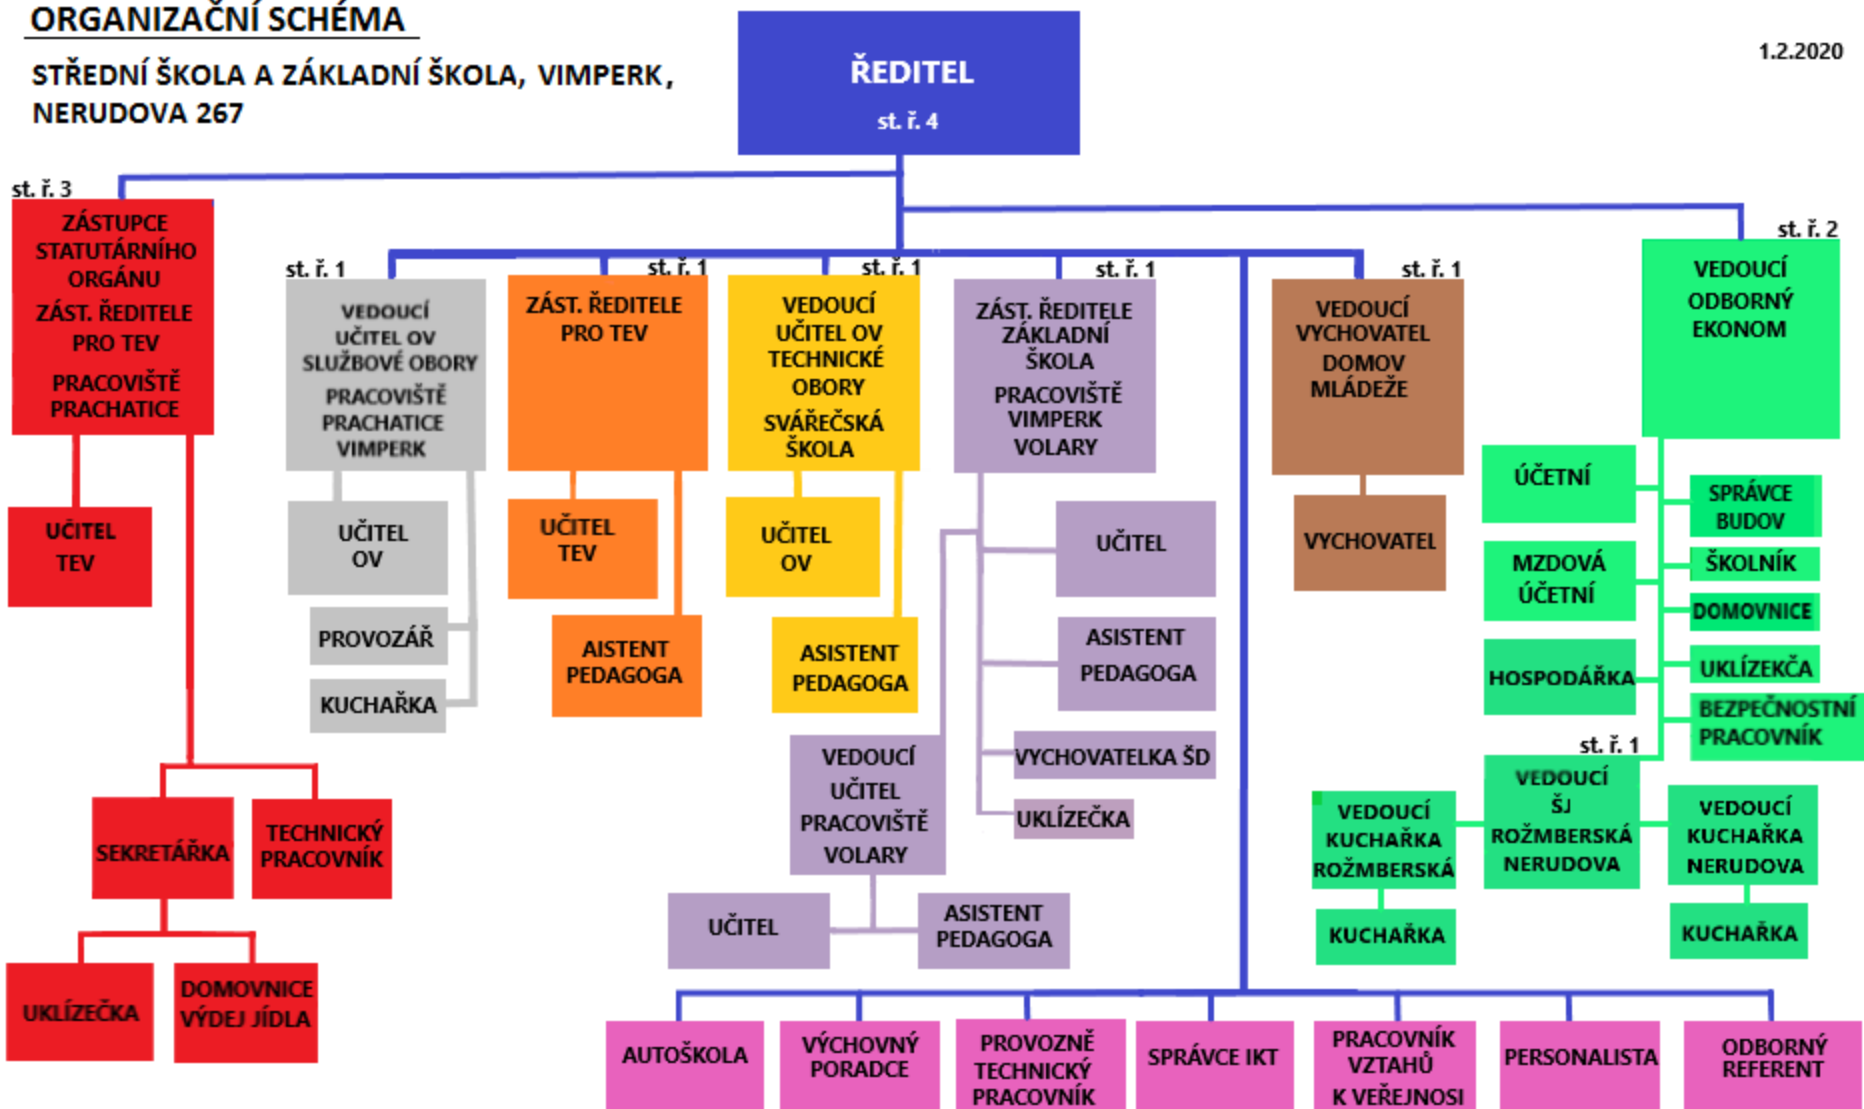 ORGANIZAČNÍ SCHÉMA
STŘEDNÍ ŠKOLA A ZÁKLADNÍ ŠKOLA, VIMPERK,
NERUDOVA 267
1.2.2020
ŘEDITEL
st. ř. 4
st. ř. 3
ZÁSTUPCE
STATUTÁRNÍHO
ORGÁNU
ZÁST. ŘEDITELE
PRO TEV
PRACOVIŠTĚ
PRACHATICE
UČITEL
TEV
SEKRETÁŘKA
TECHNICKÝ
PRACOVNÍK
UKLÍZEČKA
DOMOVNICE
VÝDEJ JÍDLA
st. ř. 1
VEDOUCÍ
UČITEL OV
SLUŽBOVÉ OBORY
PRACOVIŠTĚ
PRACHATICE
VIMPERK
UČITEL
OV
PROVOZÁŘ
KUCHAŘKA
st. ř. 1
ZÁST. ŘEDITELE
PRO TEV
UČITEL
TEV
AISTENT
PEDAGOGA
st. ř. 1
VEDOUCÍ
UČITEL OV
TECHNICKÉ
OBORY
SVÁŘEČSKÁ
ŠKOLA
UČITEL
OV
ASISTENT
PEDAGOGA
st. ř. 1
ZÁST. ŘEDITELE
ZÁKLADNÍ
ŠKOLA
PRACOVIŠTĚ
VIMPERK
VOLARY
UČITEL
ASISTENT
PEDAGOGA
VYCHOVATELKA ŠD
UKLÍZEČKA
VEDOUCÍ
UČITEL
PRACOVIŠTĚ
VOLARY
UČITEL
ASISTENT
PEDAGOGA
st. ř. 1
VEDOUCÍ
VYCHOVATEL
DOMOV
MLÁDEŽE
VYCHOVATEL
st. ř. 2
VEDOUCÍ
ODBORNÝ
EKONOM
ÚČETNÍ
MZDOVÁ
ÚČETNÍ
HOSPODÁŘKA
SPRÁVCE
BUDOV
ŠKOLNÍK
DOMOVNICE
UKLÍZEKČA
BEZPEČNOSTNÍ
PRACOVNÍK
st. ř. 1
VEDOUCÍ
ŠJ
ROŽMBERSKÁ
NERUDOVA
VEDOUCÍ
KUCHAŘKA
ROŽMBERSKÁ
KUCHAŘKA
VEDOUCÍ
KUCHAŘKA
NERUDOVA
KUCHAŘKA
AUTOŠKOLA
VÝCHOVNÝ
PORADCE
PROVOZNĚ
TECHNICKÝ
PRACOVNÍK
SPRÁVCE IKT
PRACOVNÍK
VZTAHŮ
K VEŘEJNOSI
PERSONALISTA
ODBORNÝ
REFERENT